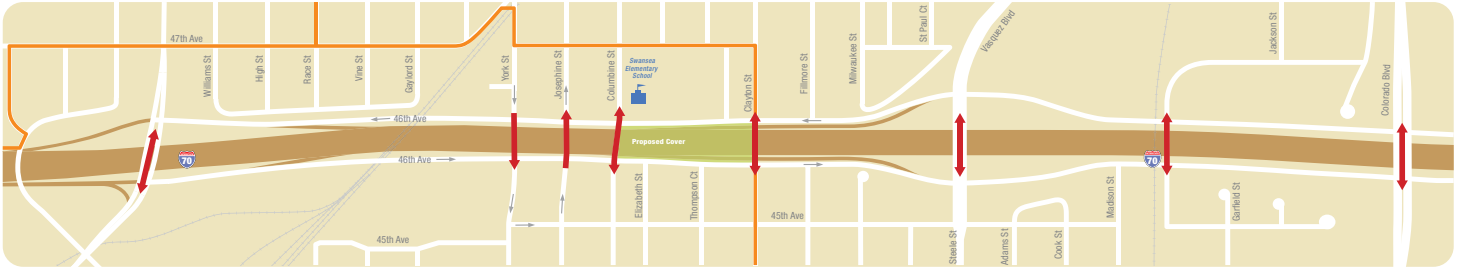 47th Ave
Williams St
High St
Race St
Vine St
Gaylord St
York St
Josephine St
Columbine St
Swansea
Elementary
School
Clayton St
Fillmore St
Milwaukee St
St Paul Ct
Vasquez Blvd
Jackson St
Colorado Blvd
46th Ave
Proposed Cover
70
46th Ave
70
Elizabeth St
Thompson Ct
45th Ave
Madison St
Garfield St
45th Ave
Steele St
Adams St
Cook St